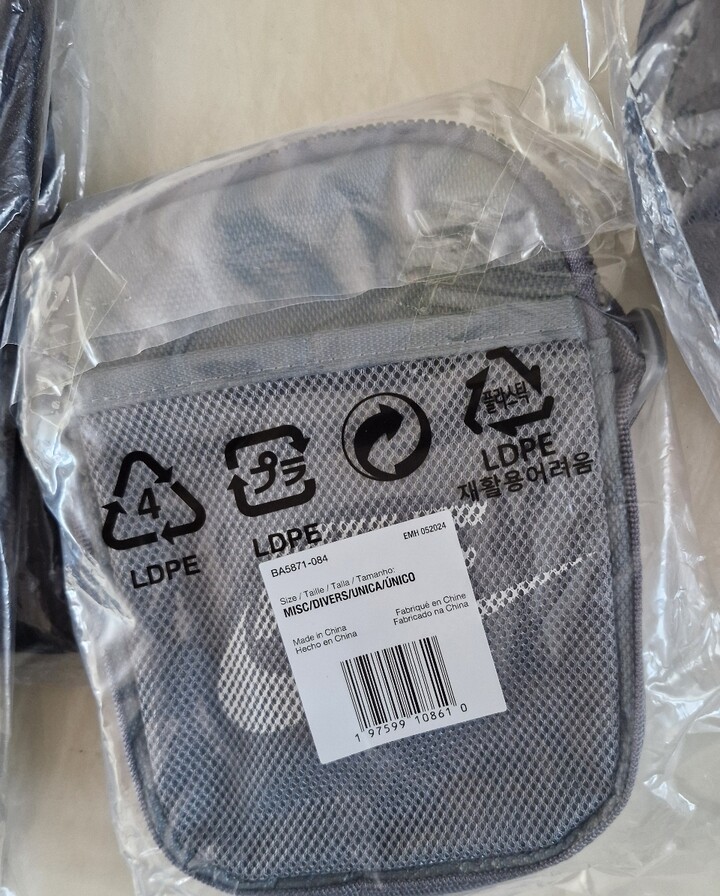 4
LDPE
プラ
LDPE
플라스틱
LDPE
재활용어려움
BA5871-084
EMH 052024
Size / Taille / Talla / Tamanho:
MISC/DIVERS/UNICA/ÚNICO
Made in China
Hecho en China
Fabriqué en Chine
Fabricado na China
1 97599 10861 0